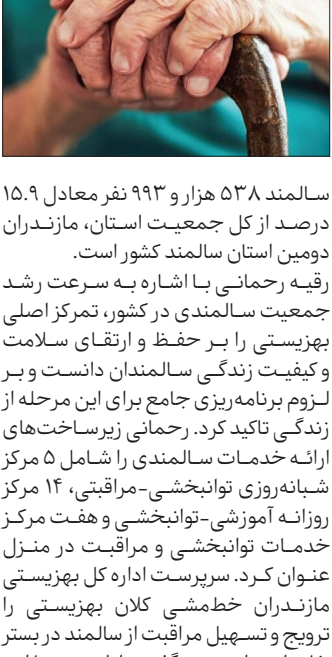 سالمند ۵۳۸ هزار و ۹۹۳ نفر معادل ۱۵.۹
درصد از کل جمعیت استان، مازندران
دومین استان سالمند کشور است.
رقیه رحمانی با اشاره به سرعت رشد
جمعیت سالمندی در کشور، تمرکز اصلی
بهزیستی را بر حفظ و ارتقای سلامت
و کیفیت زندگی سالمندان دانست و بر
لزوم برنامه‌ریزی جامع برای این مرحله از
زندگی تاکید کرد. رحمانی زیرساخت‌های
ارائه خدمات سالمندی را شامل ۵ مرکز
شبانه‌روزی توانبخشی-مراقبتی، ۱۴ مرکز
روزانه آموزشی-توانبخشی و هفت مرکز
خدمات توانبخشی و مراقبت در منزل
عنوان کرد. سرپرست اداره کل بهزیستی
مازندران خط‌مشی کلان بهزیستی را
ترویج و تسهیل مراقبت از سالمند در بستر